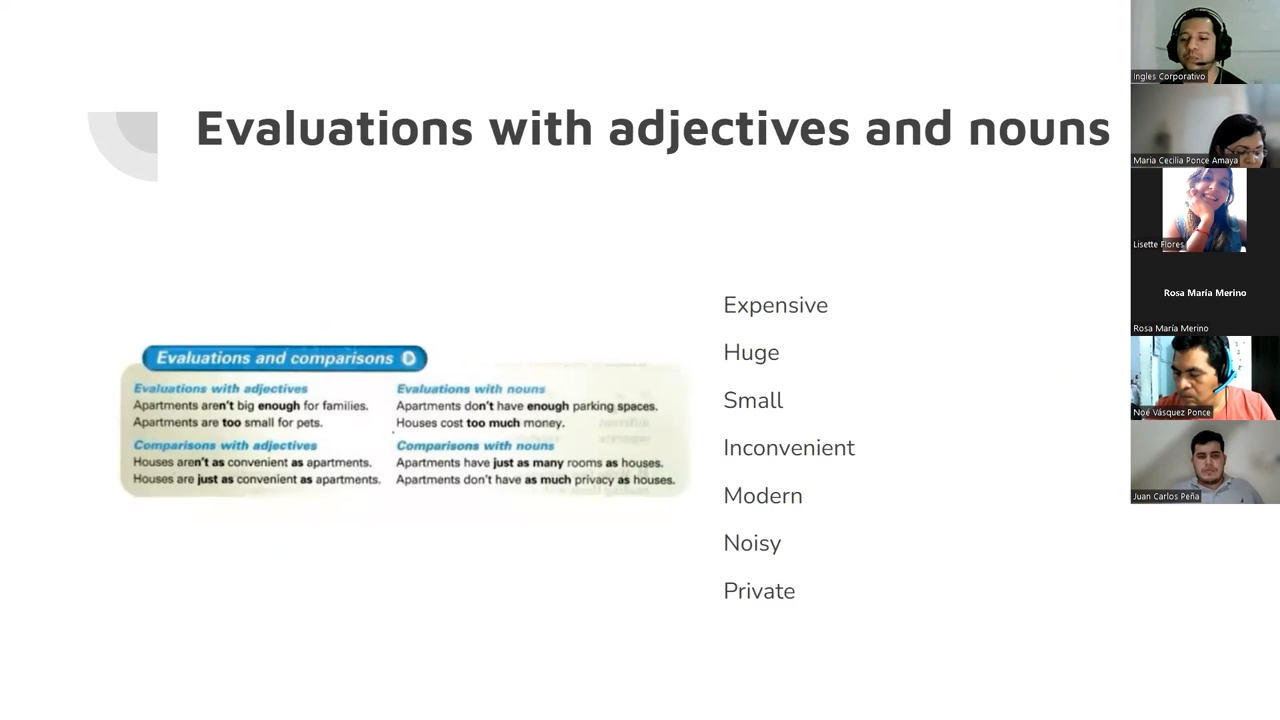 Evaluations with adjectives and nouns
Evaluations and comparisons
Evaluations with adjectives
Apartments aren't big enough for families.
Apartments are too small for pets.
Comparisons with adjectives
Houses aren't as convenient as apartments.
Houses are just as convenient as apartments.
Evaluations with nouns
Apartments don't have enough parking spaces.
Houses cost too much money.
Comparisons with nouns
Apartments have just as many rooms as houses.
Apartments don't have as much privacy as houses.
Expensive
Huge
Small
Inconvenient
Modern
Noisy
Private
Ingles Corporativo
Maria Cecilia Ponce Amaya
Lisette Flores
Rosa María Merino
Rosa María Merino
Noé Vásquez Ponce
Juan Carlos Peña